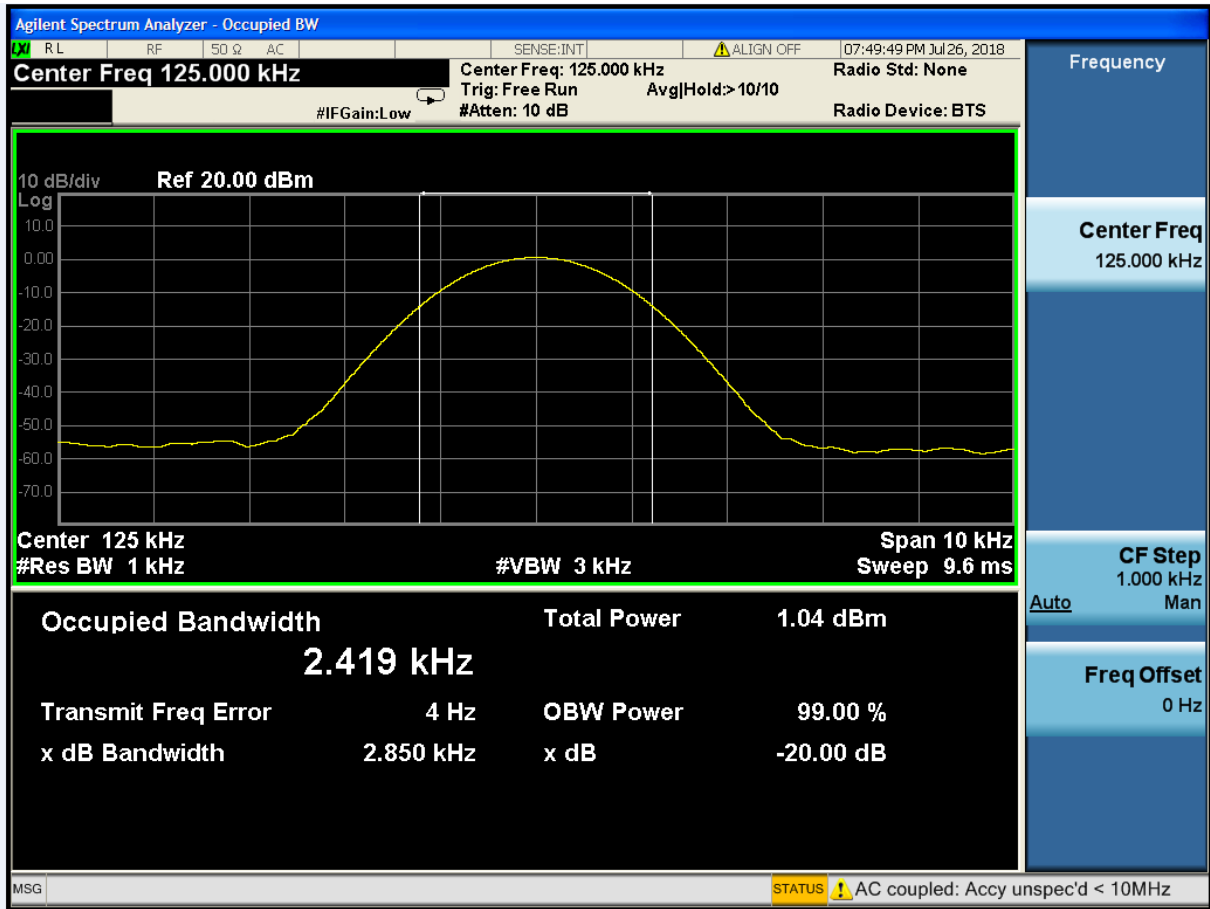 Agilent Spectrum Analyzer - Occupied BW
LXI RL RF 50 Ω AC SENSE:INT ALIGN OFF 07:49:49 PM Jul 26, 2018
Center Freq 125.000 kHz
Center Freq: 125.000 kHz
Radio Std: None
Trig: Free Run Avg|Hold:>10/10
#IFGain:Low
#Atten: 10 dB
Radio Device: BTS
10 dB/div Ref 20.00 dBm
Log
10.0
0.00
-10.0
-20.0
-30.0
-40.0
-50.0
-60.0
-70.0
Center 125 kHz Span 10 kHz
#Res BW 1 kHz #VBW 3 kHz Sweep 9.6 ms
Occupied Bandwidth Total Power 1.04 dBm
2.419 kHz
Transmit Freq Error 4 Hz OBW Power 99.00 %
x dB Bandwidth 2.850 kHz x dB -20.00 dB
Frequency
Center Freq
125.000 kHz
CF Step
1.000 kHz
Auto Man
Freq Offset
0 Hz
MSG STATUS AC coupled: Accy unspec'd < 10MHz